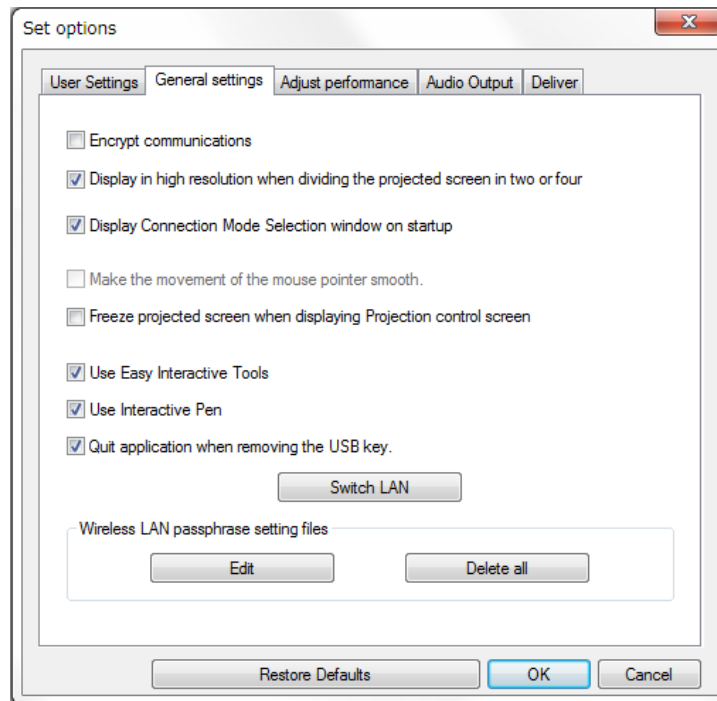 Set options
User Settings General settings Adjust performance Audio Output Deliver
Encrypt communications
Display in high resolution when dividing the projected screen in two or four
Display Connection Mode Selection window on startup
Make the movement of the mouse pointer smooth.
Freeze projected screen when displaying Projection control screen
Use Easy Interactive Tools
Use Interactive Pen
Quit application when removing the USB key.
Switch LAN
Wireless LAN passphrase setting files
Edit Delete all
Restore Defaults OK Cancel